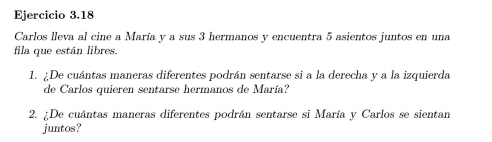 Ejercicio 3.18
Carlos lleva al cine a María y a sus 3 hermanos y encuentra 5 asientos juntos en una
fila que están libres.
1. ¿De cuántas maneras diferentes podrán sentarse si a la derecha y a la izquierda
de Carlos quieren sentarse hermanos de María?
2. ¿De cuántas maneras diferentes podrán sentarse si María y Carlos se sientan
juntos?